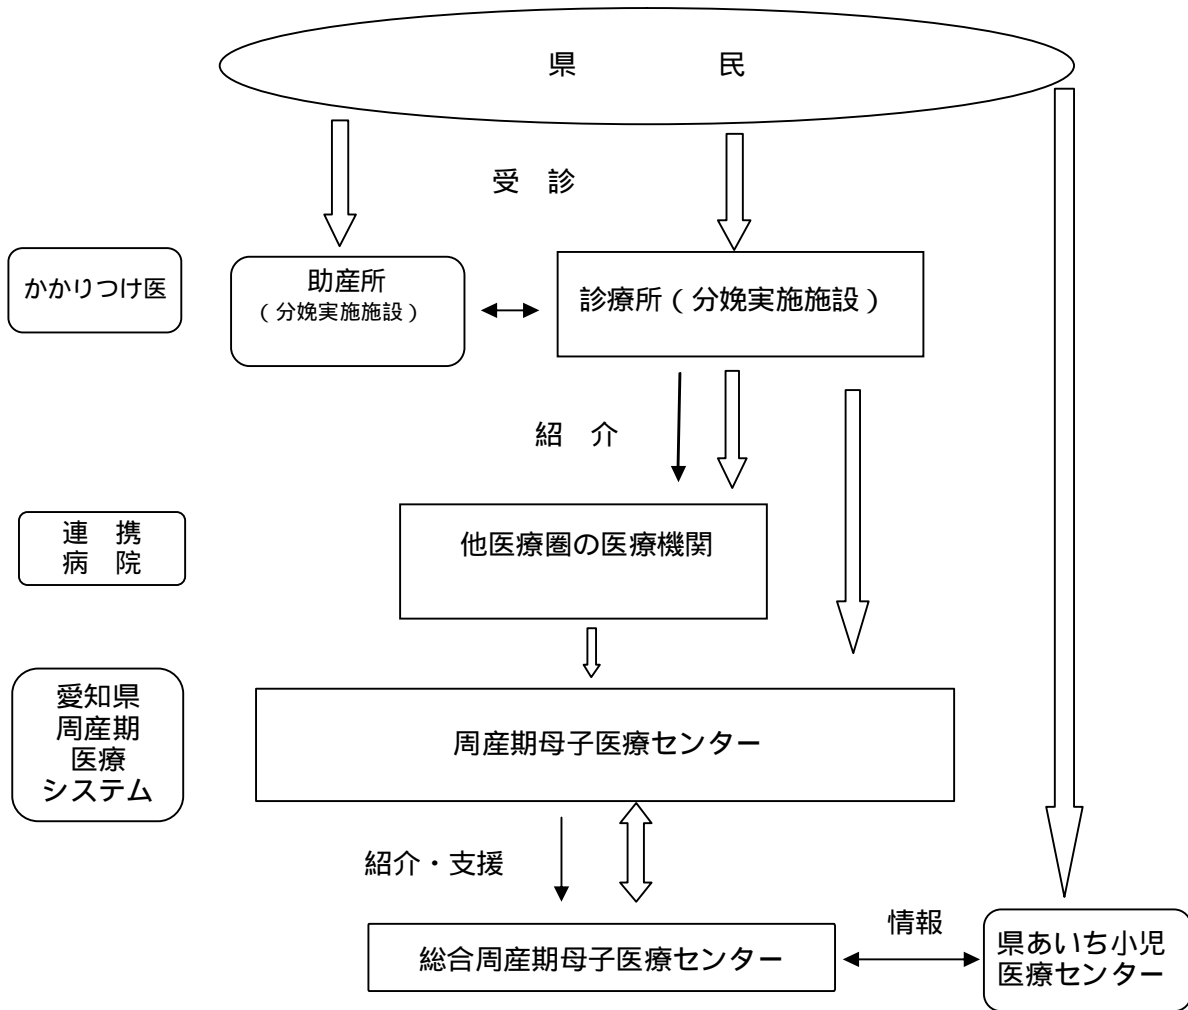 県　　　民
受　診
かかりつけ医
助産所
（分娩実施施設）
診療所（分娩実施施設）
紹　介
連　携
病　院
他医療圏の医療機関
愛知県
周産期
医療
システム
周産期母子医療センター
紹介・支援
情報
総合周産期母子医療センター
県あいち小児
医療センター